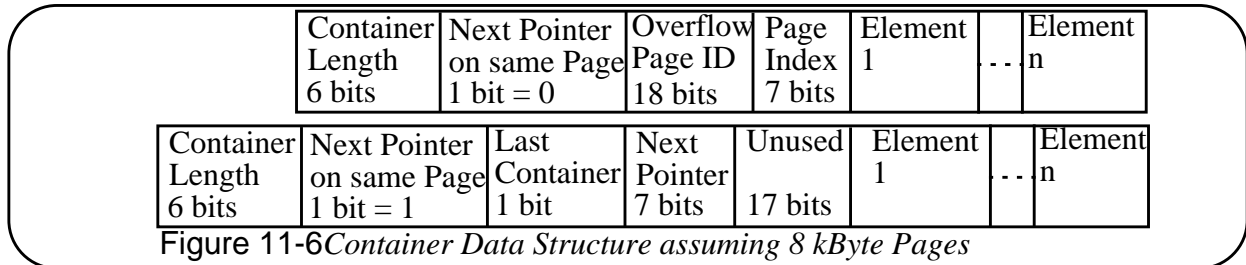 Container Next Pointer Overflow Page Element Element
Length on same Page Page ID Index 1 - - - n
6 bits 1 bit = 0 18 bits 7 bits
Container Next Pointer Last Next Unused Element Element
Length on same Page Container Pointer 1 - - - n
6 bits 1 bit = 1 1 bit 7 bits 17 bits
Figure 11-6Container Data Structure assuming 8 kByte Pages